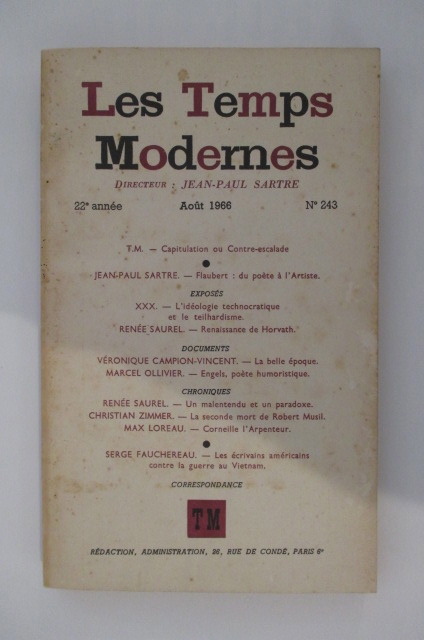 Les Temps
Modernes
DIRECTEUR : JEAN-PAUL SARTRE
22e année Août 1966 N° 243
T.M. — Capitulation ou Contre-escalade
JEAN-PAUL SARTRE. — Flaubert : du poète à l'Artiste.
EXPOSÉS
XXX. — L'idéologie technocratique
et le teilhardisme.
RENÉE SAUREL. — Renaissance de Horvath.
DOCUMENTS
VÉRONIQUE CAMPION-VINCENT. — La belle époque.
MARCEL OLLIVIER. — Engels, poète humoristique.
CHRONIQUES
RENÉE SAUREL. — Un malentendu et un paradoxe.
CHRISTIAN ZIMMER. — La seconde mort de Robert Musil.
MAX LOREAU. — Corneille l'Arpenteur.
SERGE FAUCHEREAU. — Les écrivains américains
contre la guerre au Vietnam.
CORRESPONDANCE
TM
RÉDACTION, ADMINISTRATION, 26, RUE DE CONDÉ, PARIS 6e